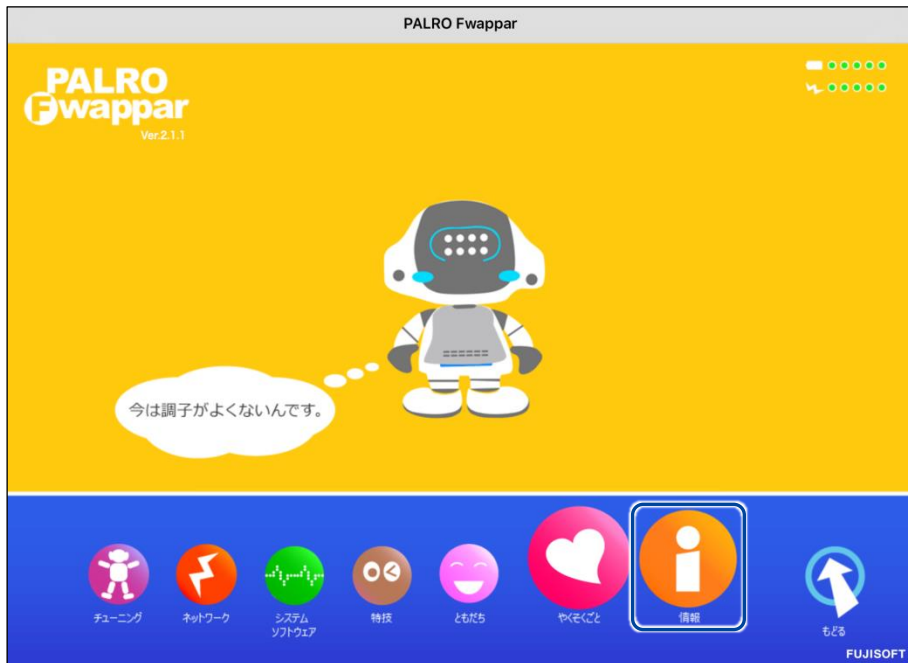 PALRO Fwappar
PALRO
Fwappar
Ver.2.1.1
今は調子がよくないんです。
チューニング
ネットワーク
システム
ソフトウェア
特技
ともだち
やくそくごと
情報
もどる
FUJISOFT